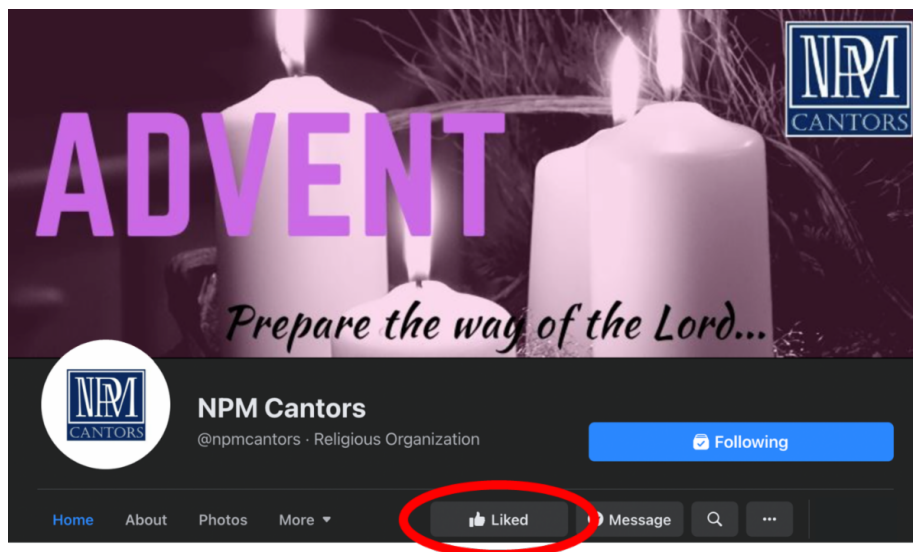 NPM
CANTORS
ADVENT
Prepare the way of the Lord...
NPM
CANTORS
NPM Cantors
@npmcantors · Religious Organization
Following
Home About Photos More Liked Message